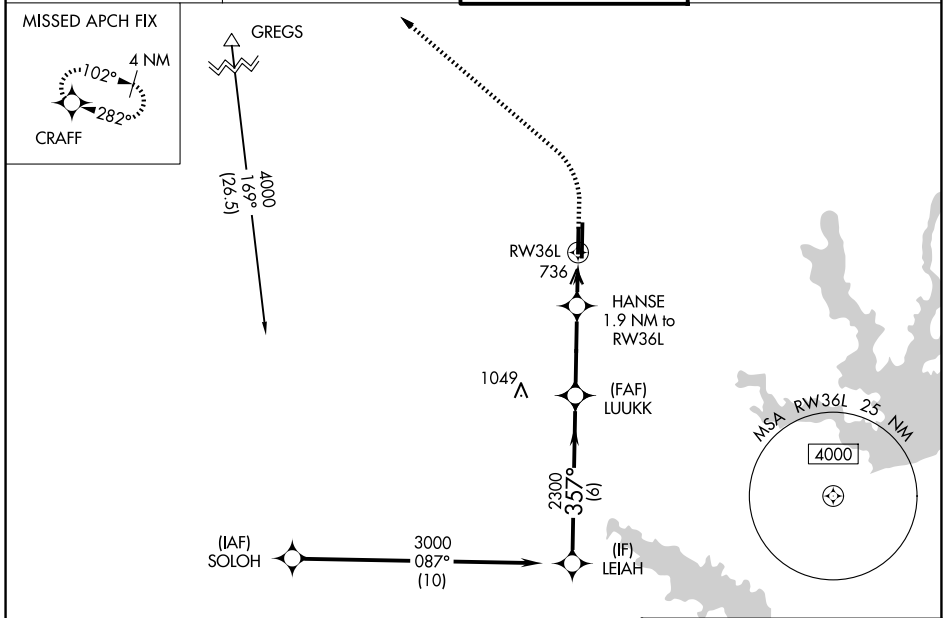 MISSED APCH FIX
4 NM
102°
282°
CRAFF
GREGS
4000
169°
(26.5)
RW36L
736
HANSE
1.9 NM to
RW36L
1049
(FAF)
LUUKK
MSA RW36L 25 NM
4000
2300
357°
(6)
(IAF)
SOLOH
3000
087°
(10)
(IF)
LEIAH